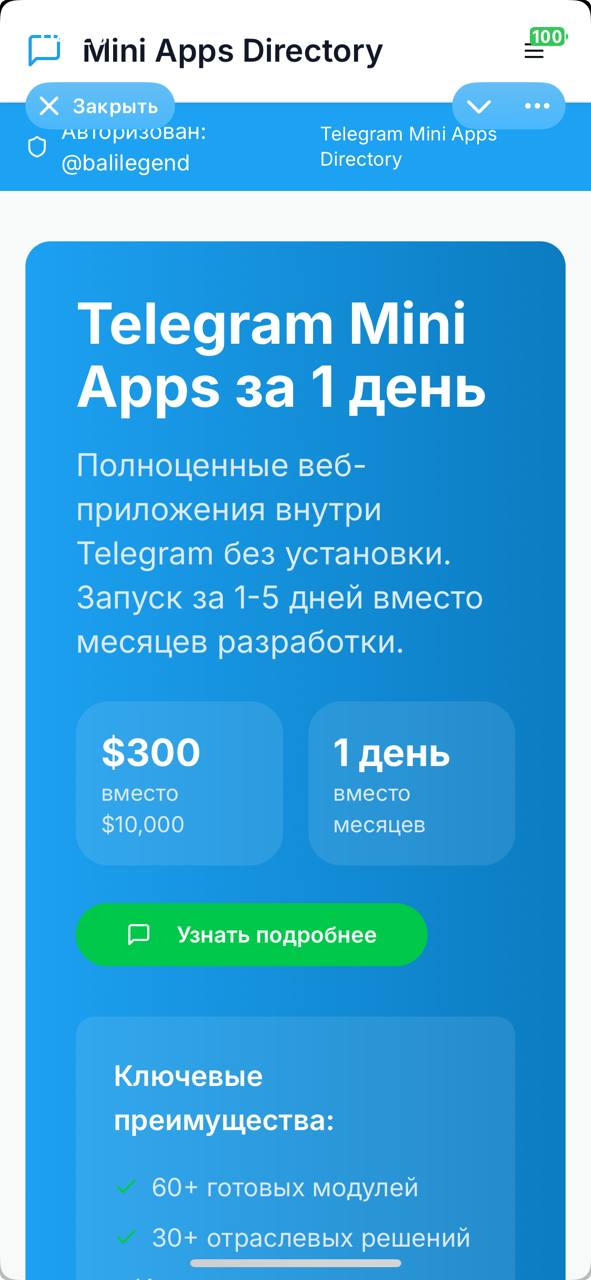 Mini Apps Directory
100
Закрыть
Авторизован:
@balilegend
Telegram Mini Apps
Directory
Telegram Mini
Apps за 1 день
Полноценные веб-
приложения внутри
Telegram без установки.
Запуск за 1-5 дней вместо
месяцев разработки.
$300
вместо
$10,000
1 день
вместо
месяцев
Узнать подробнее
Ключевые
преимущества:
60+ готовых модулей
30+ отраслевых решений